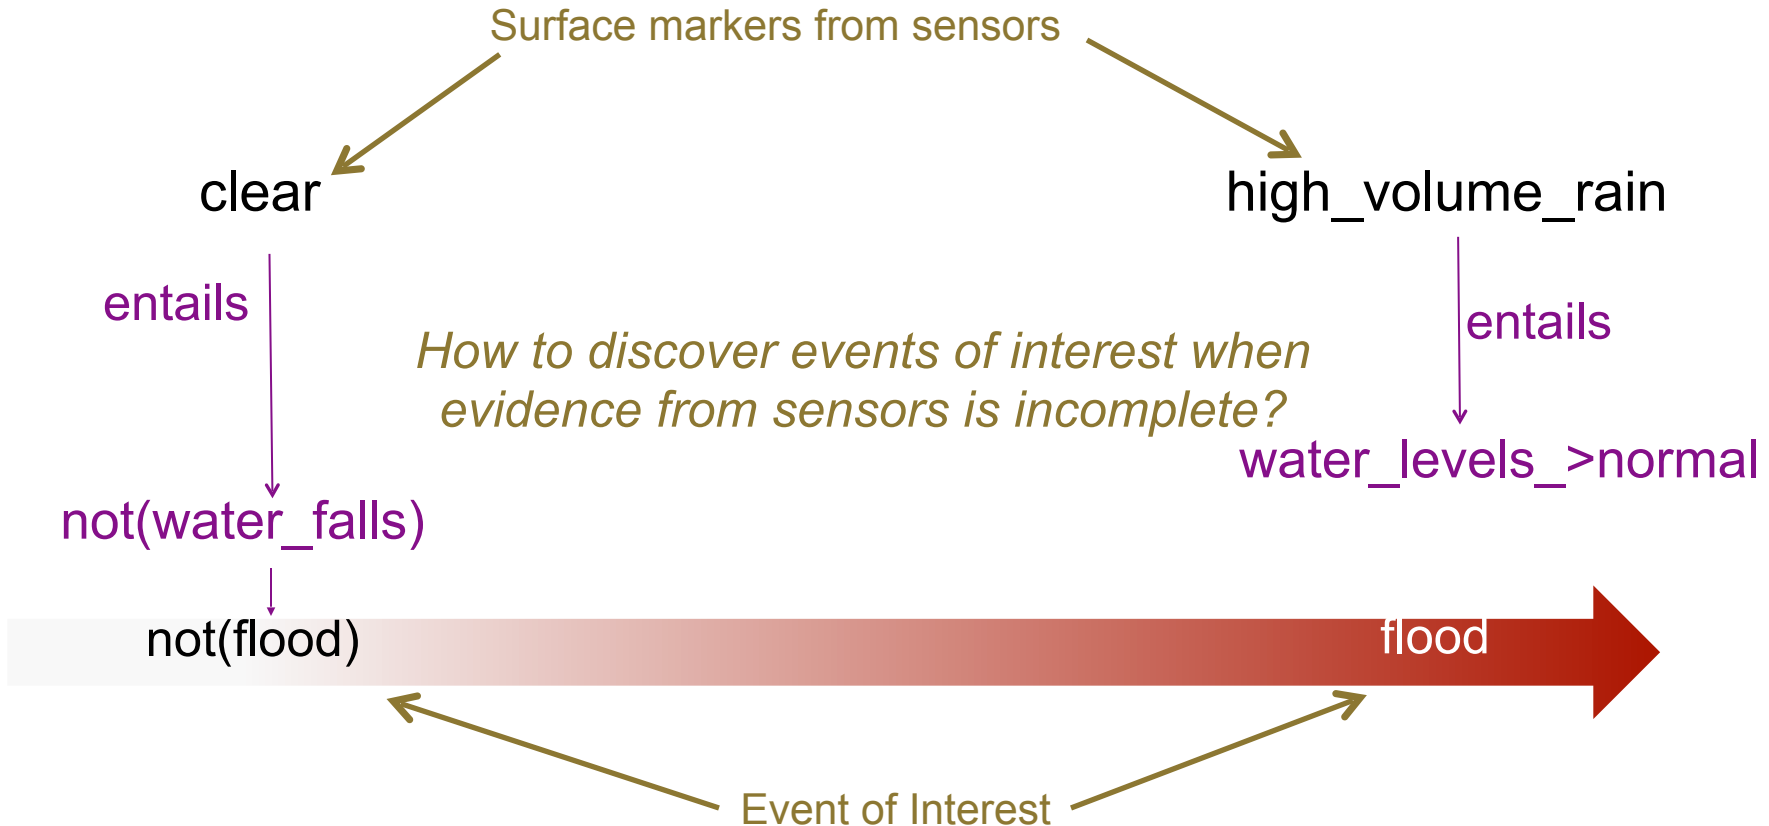 Surface markers from sensors
clear
high_volume_rain
entails
entails
How to discover events of interest when
evidence from sensors is incomplete?
water_levels_>normal
not(water_falls)
not(flood)
flood
Event of Interest